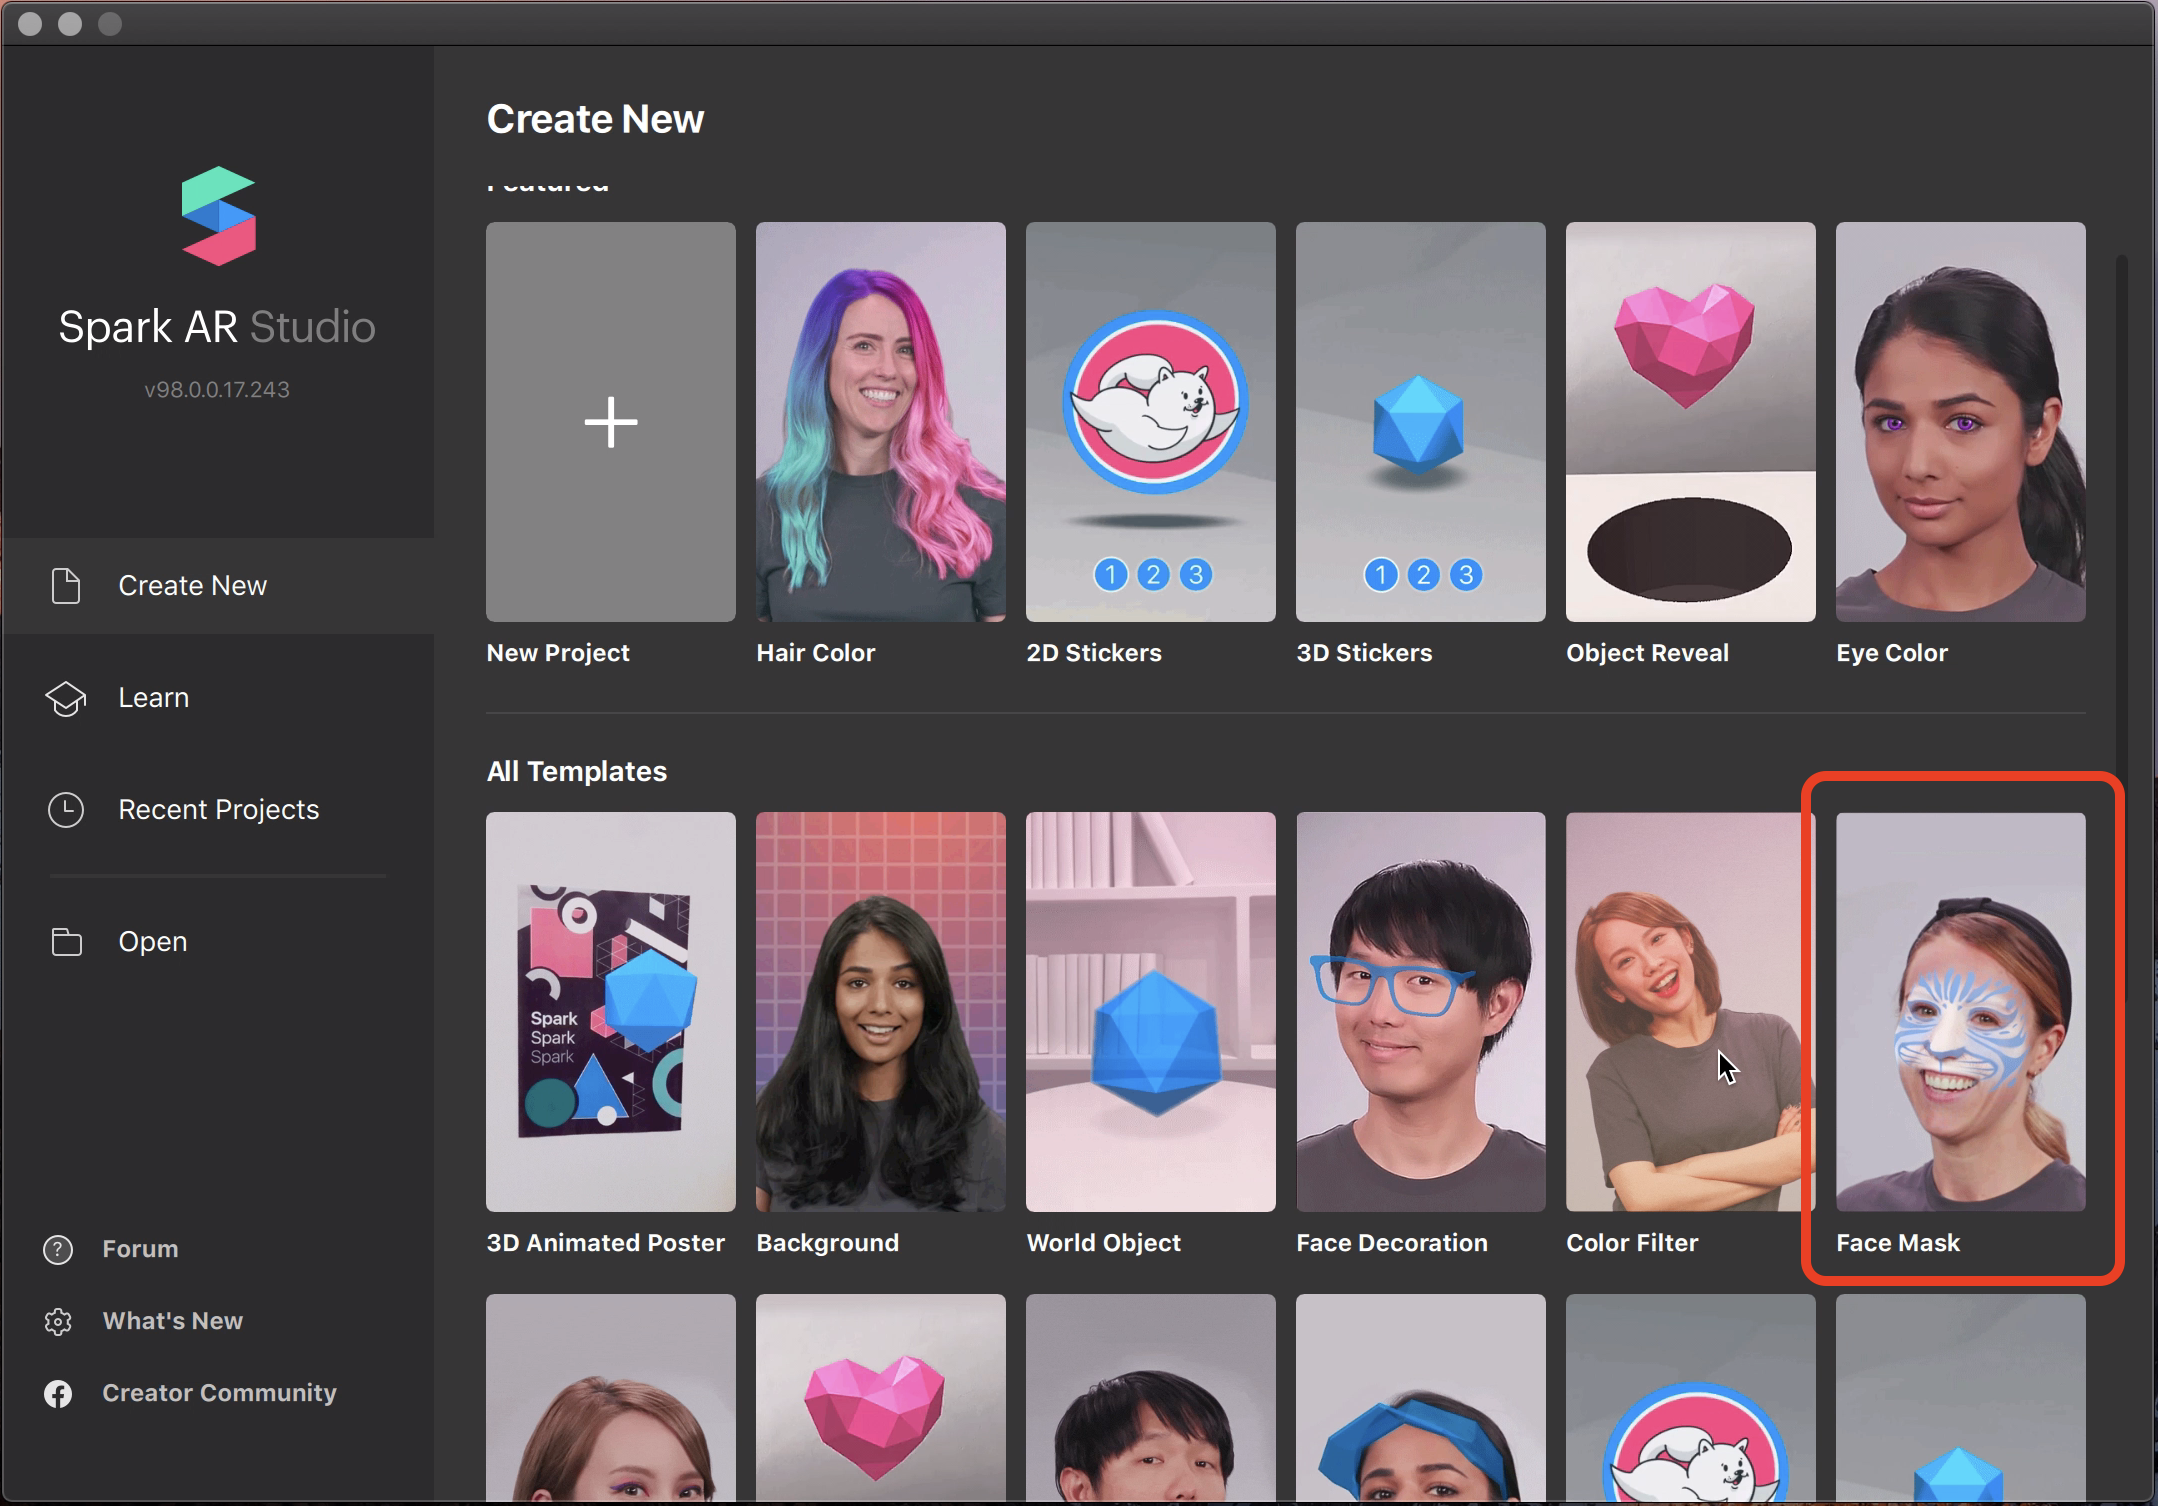 Create New
Featured
Spark AR Studio
v98.0.0.17.243
1 2 3
1 2 3
New Project
Hair Color
2D Stickers
3D Stickers
Object Reveal
Eye Color
Create New
Learn
Recent Projects
Open
All Templates
Spark
Spark
Spark
3D Animated Poster
Background
World Object
Face Decoration
Color Filter
Face Mask
? Forum
What's New
Creator Community